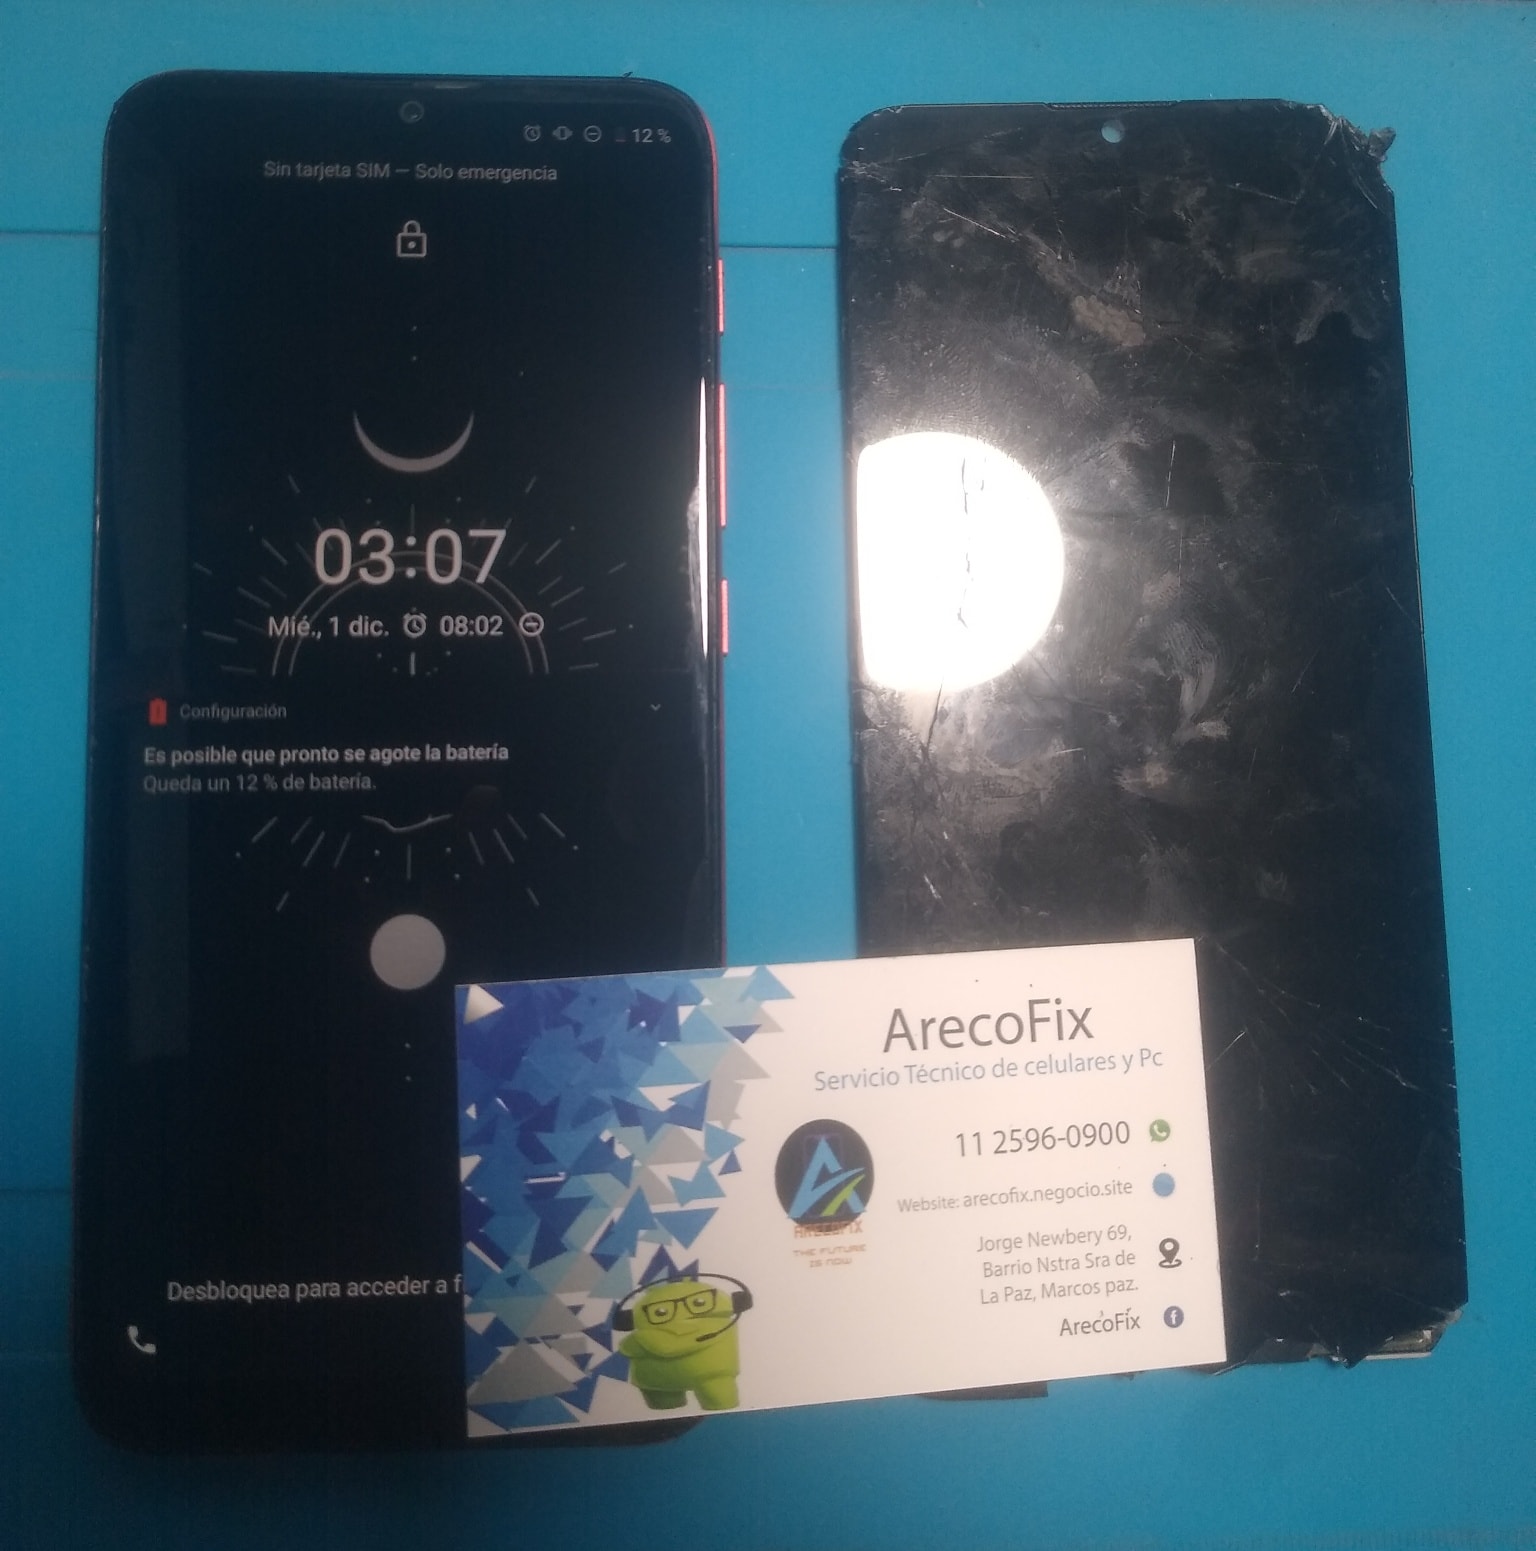 12 %
Sin tarjeta SIM — Solo emergencia
03:07
Mié., 1 dic. 08:02
Configuración
Es posible que pronto se agote la batería
Queda un 12 % de batería.
Desbloquea para acceder a f
ArecoFix
Servicio Técnico de celulares y Pc
11 2596-0900
Website: arecofix.negocio.site
ARECOFIX
THE FUTURE
IS NOW
Jorge Newbery 69,
Barrio Nstra Sra de
La Paz, Marcos paz.
ArecoFix